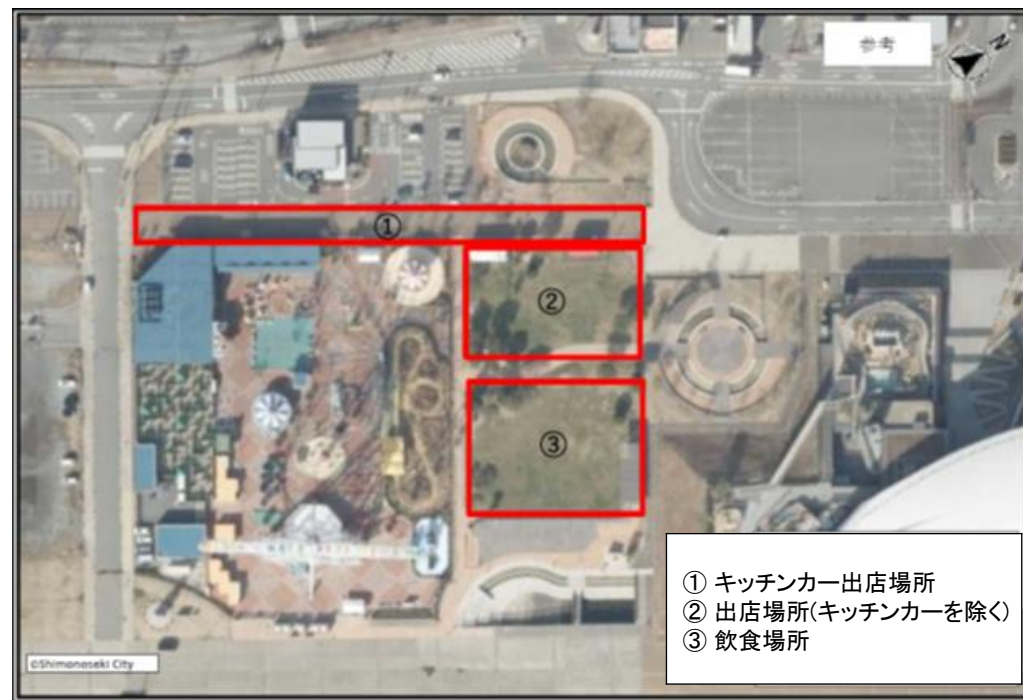 参考
N
①
②
③
① キッチンカー出店場所
② 出店場所(キッチンカーを除く)
③ 飲食場所
©Shimonoseki City